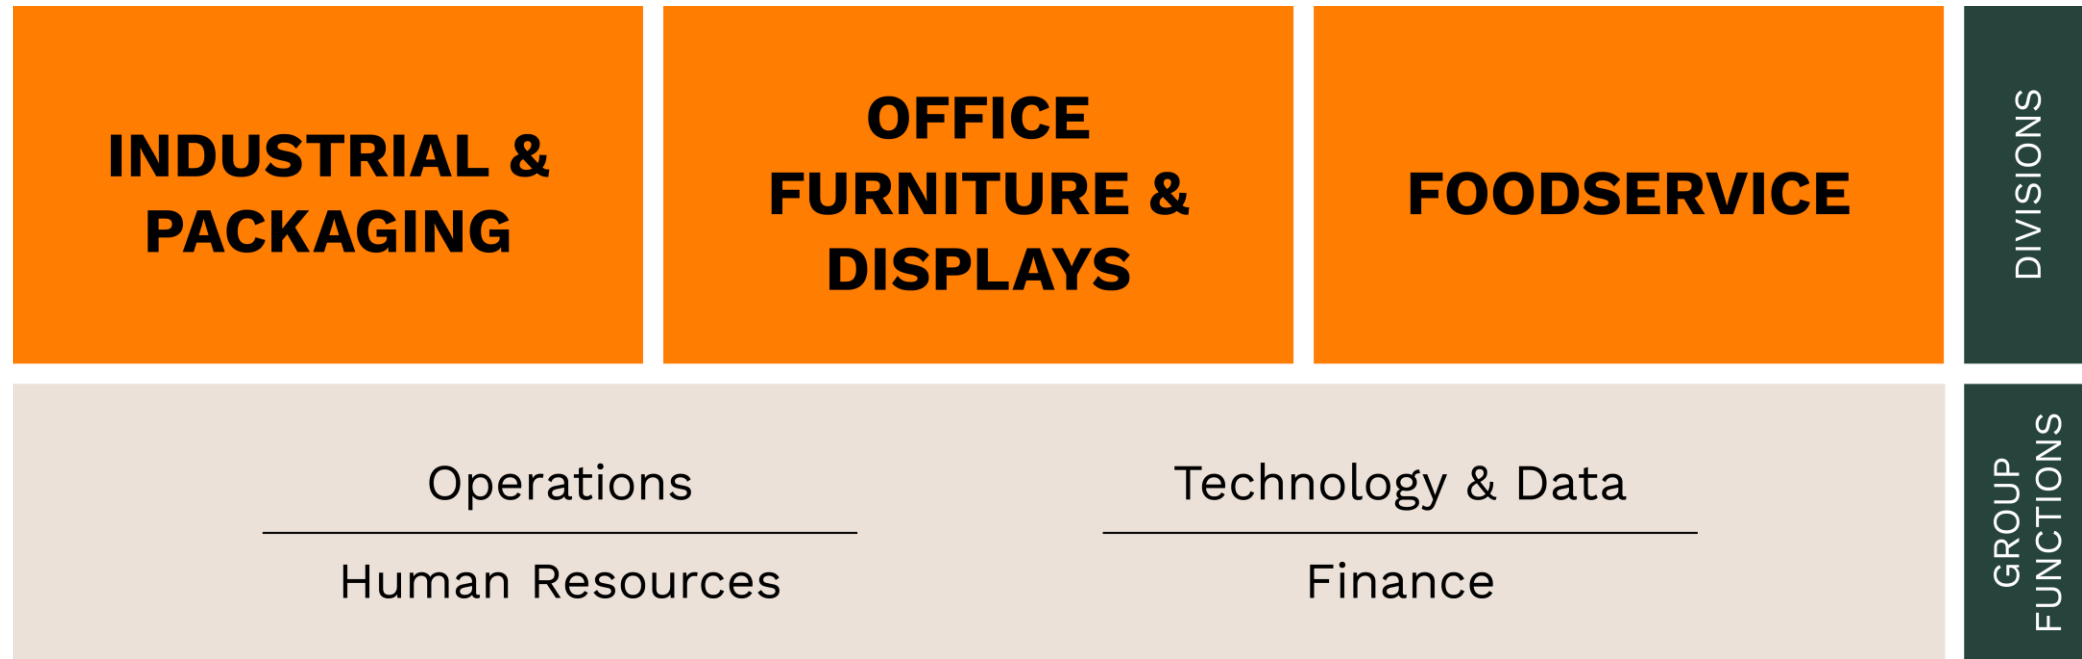 INDUSTRIAL &
PACKAGING
OFFICE
FURNITURE &
DISPLAYS
FOODSERVICE
DIVISIONS
Operations
Human Resources
Technology & Data
Finance
GROUP
FUNCTIONS